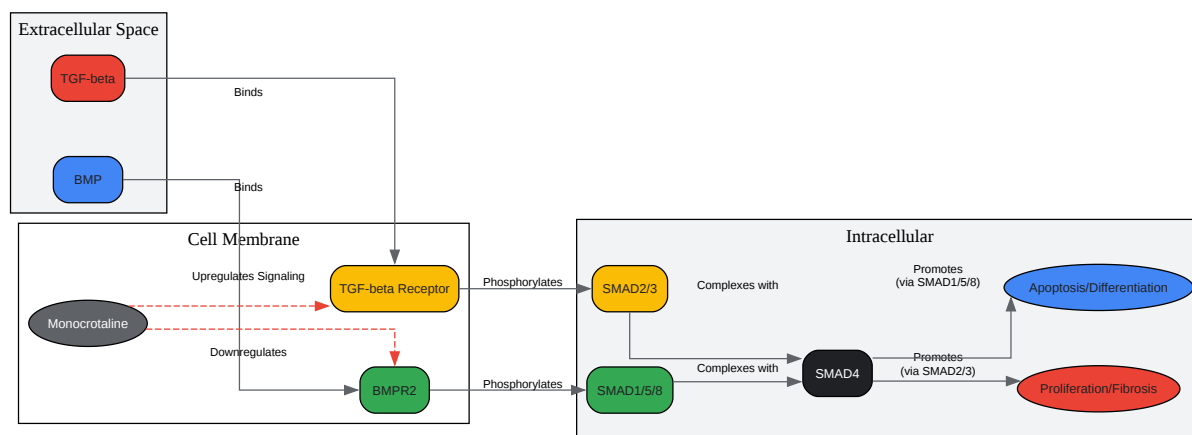 Extracellular Space
TGF-beta
Binds
BMP
Binds
Cell Membrane
Upregulates Signaling
TGF-beta Receptor
Monocrotaline
Downregulates
BMPR2
Phosphorylates
Phosphorylates
Intracellular
SMAD2/3
Complexes with
SMAD1/5/8
Complexes with
SMAD4
Promotes
(via SMAD1/5/8)
Apoptosis/Differentiation
Promotes
(via SMAD2/3)
Proliferation/Fibrosis